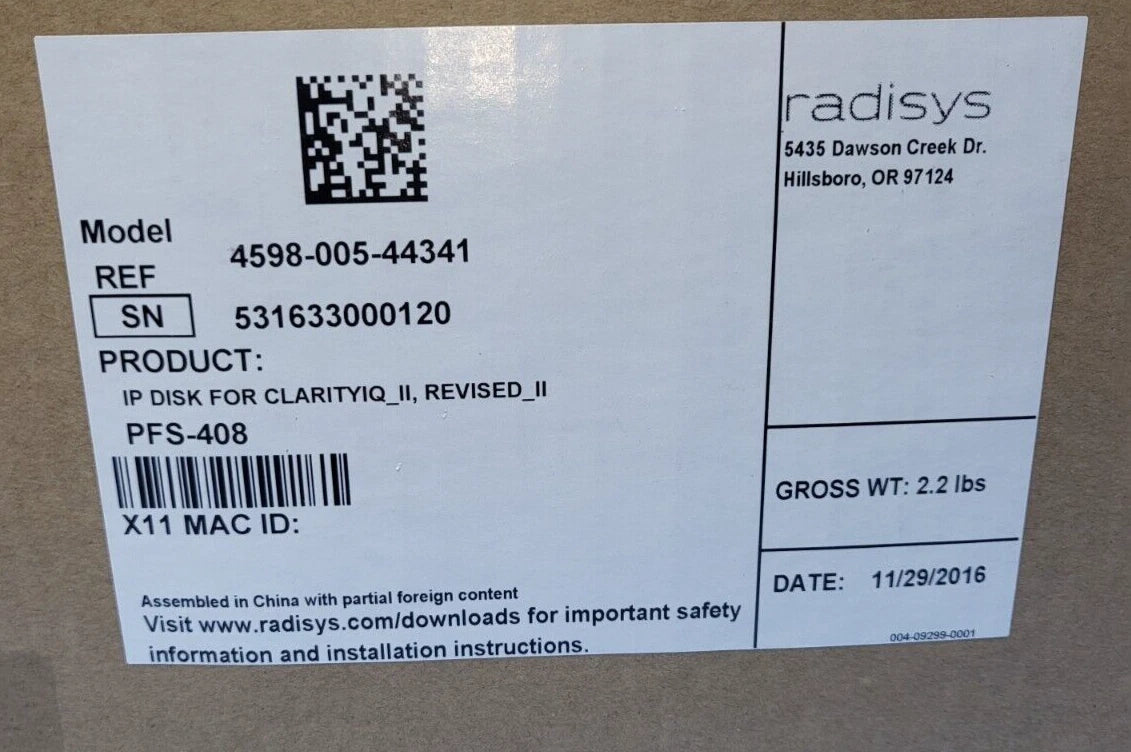 radisys
5435 Dawson Creek Dr.
Hillsboro, OR 97124
Model
REF
4598-005-44341
SN
531633000120
PRODUCT:
IP DISK FOR CLARITYIQ_II, REVISED_II
PFS-408
X11 MAC ID:
Assembled in China with partial foreign content
Visit www.radisys.com/downloads for important safety
information and installation instructions.
GROSS WT: 2.2 lbs
DATE: 11/29/2016
004-09299-0001